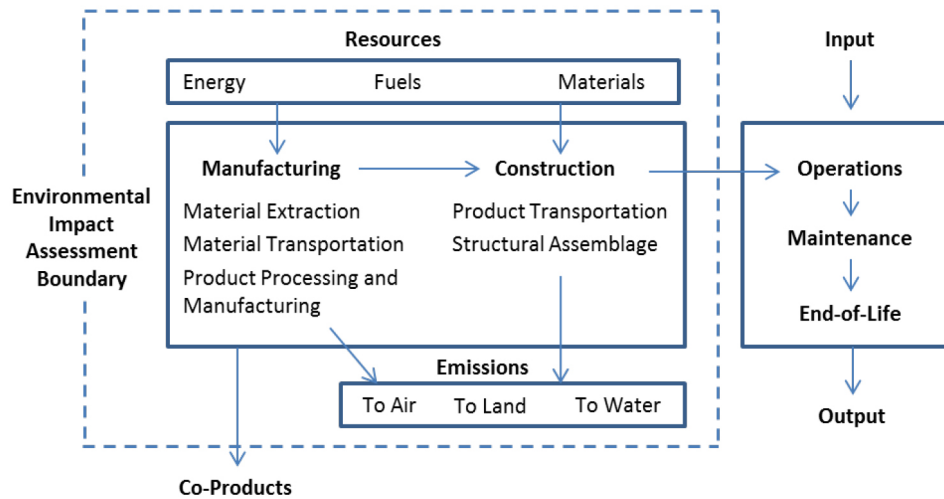 Resources
Input
Energy Fuels Materials
Environmental
Impact
Assessment
Boundary
Manufacturing
Material Extraction
Material Transportation
Product Processing and
Manufacturing
Construction
Product Transportation
Structural Assemblage
Operations
Maintenance
End-of-Life
Emissions
To Air To Land To Water
Output
Co-Products